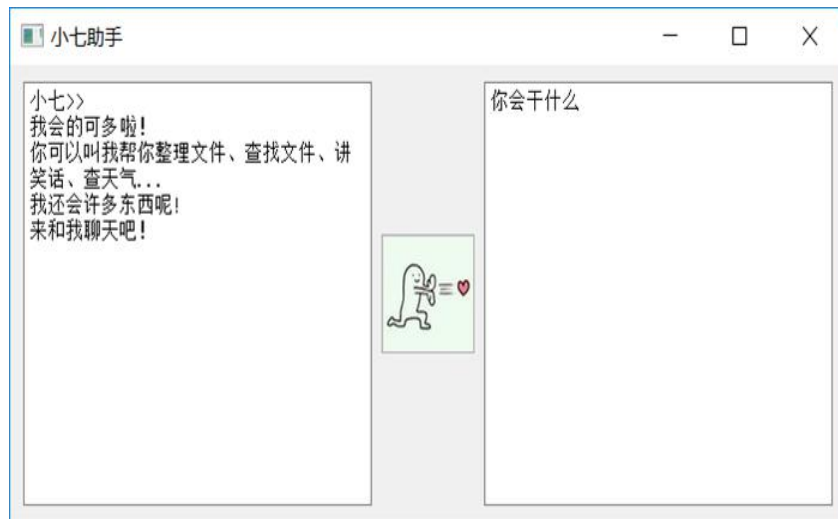 小七助手
小七>>
我会的可多啦!
你可以叫我帮你整理文件、查找文件、讲
笑话、查天气...
我还会许多东西呢!
来和我聊天吧!
你会干什么